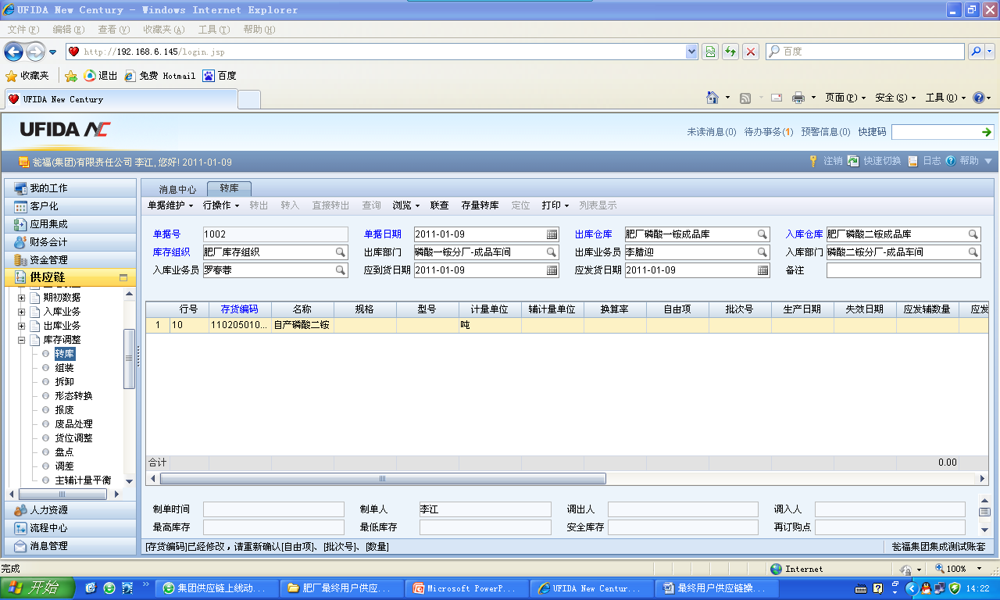 UFIDA New Century - Windows Internet Explorer
文件(F) 编辑(E) 查看(V) 收藏夹(A) 工具(T) 帮助(H)
http://192.168.6.145/login.jsp 百度
收藏夹 退出 免费 Hotmail 百度
UFIDA New Century 页面(P) 安全(S) 工具(O)
UFIDA NC 未读消息(0) 待办事务(1) 预警信息(0) 快捷码
瓮福(集团)有限责任公司 李江,您好! 2011-01-09 注销 快速切换 日志 帮助
我的工作
客户化
应用集成
财务会计
资金管理
供应链
期初数据
入库业务
出库业务
库存调整
转库
组装
拆卸
形态转换
报废
废品处理
货位调整
盘点
调差
主辅计量平衡
人力资源
流程中心
消息管理
消息中心 转库
单据维护 行操作 转出 转入 直接转出 查询 浏览 联查 存量转库 定位 打印 列表显示
单据号 1002 单据日期 2011-01-09 出库仓库 肥厂磷酸一铵成品库 入库仓库 肥厂磷酸二铵成品库
库存组织 肥厂库存组织 出库部门 磷酸一铵分厂-成品车间 出库业务员 李腊迎 入库部门 磷酸二铵分厂-成品车间
入库业务员 罗春蓉 应到货日期 2011-01-09 应发货日期 2011-01-09 备注
行号 存货编码 名称 规格 型号 计量单位 辅计量单位 换算率 自由项 批次号 生产日期 失效日期 应发辅数量 应发
1 10 110205010... 自产磷酸二铵 吨
合计 0.00
制单时间 制单人 李江 调出人 调入人
最高库存 最低库存 安全库存 再订购点
[存货编码]已经修改，请重新确认[自由项]、[批次号]、[数量] 瓮福集团集成测试账套
完成 Internet 100%
开始 集团供应链上线动... 肥厂最终用户供应... Microsoft PowerP... UFIDA New Centur... 最终用户供应链操... 14:22